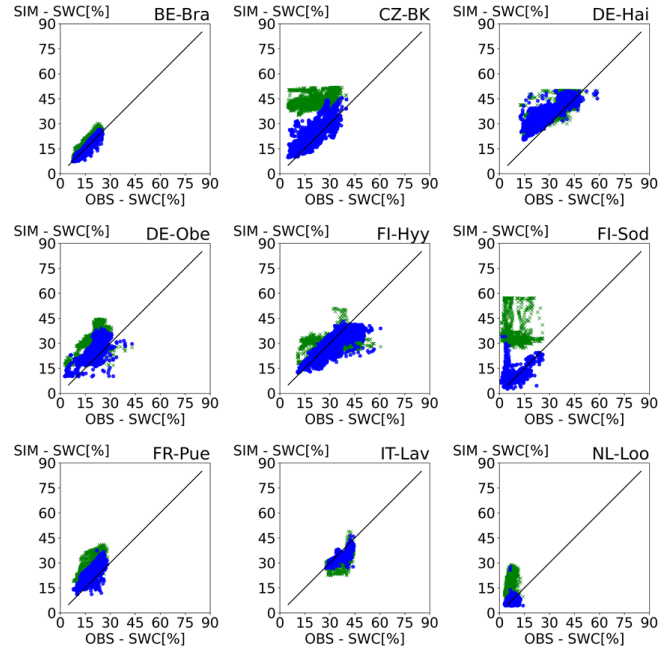 SIM - SWC[%] BE-Bra SIM - SWC[%] CZ-BK SIM - SWC[%] DE-Hai
90 90 90
75 75 75
60 60 60
45 45 45
30 30 30
15 15 15
0 0 0
0 15 30 45 60 75 90 0 15 30 45 60 75 90 0 15 30 45 60 75 90
OBS - SWC[%] OBS - SWC[%] OBS - SWC[%]
SIM - SWC[%] DE-Obe SIM - SWC[%] FI-Hyy SIM - SWC[%] FI-Sod
90 90 90
75 75 75
60 60 60
45 45 45
30 30 30
15 15 15
0 0 0
0 15 30 45 60 75 90 0 15 30 45 60 75 90 0 15 30 45 60 75 90
OBS - SWC[%] OBS - SWC[%] OBS - SWC[%]
SIM - SWC[%] FR-Pue SIM - SWC[%] IT-Lav SIM - SWC[%] NL-Loo
90 90 90
75 75 75
60 60 60
45 45 45
30 30 30
15 15 15
0 0 0
0 15 30 45 60 75 90 0 15 30 45 60 75 90 0 15 30 45 60 75 90
OBS - SWC[%] OBS - SWC[%] OBS - SWC[%]